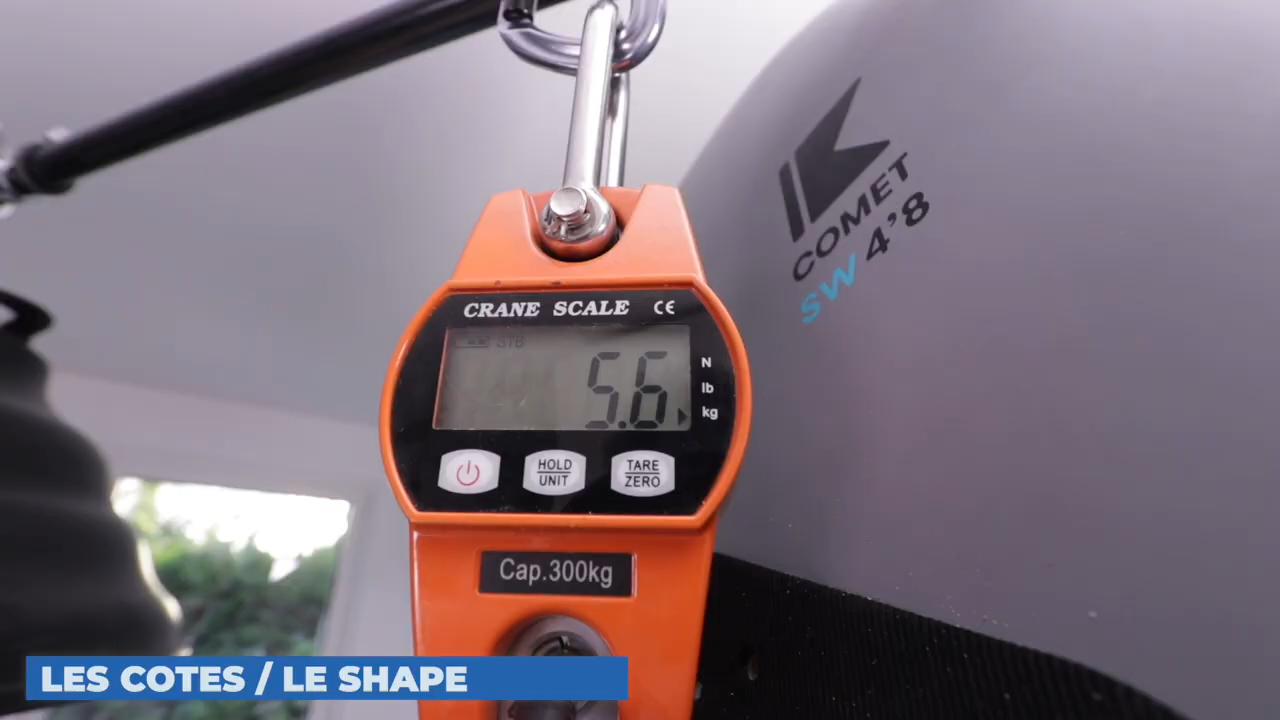 COMET
SW 4'8
CRANE SCALE CE
STB
5.6
N
lb
kg
HOLD
UNIT
TARE
ZERO
Cap.300kg
LES COTES / LE SHAPE